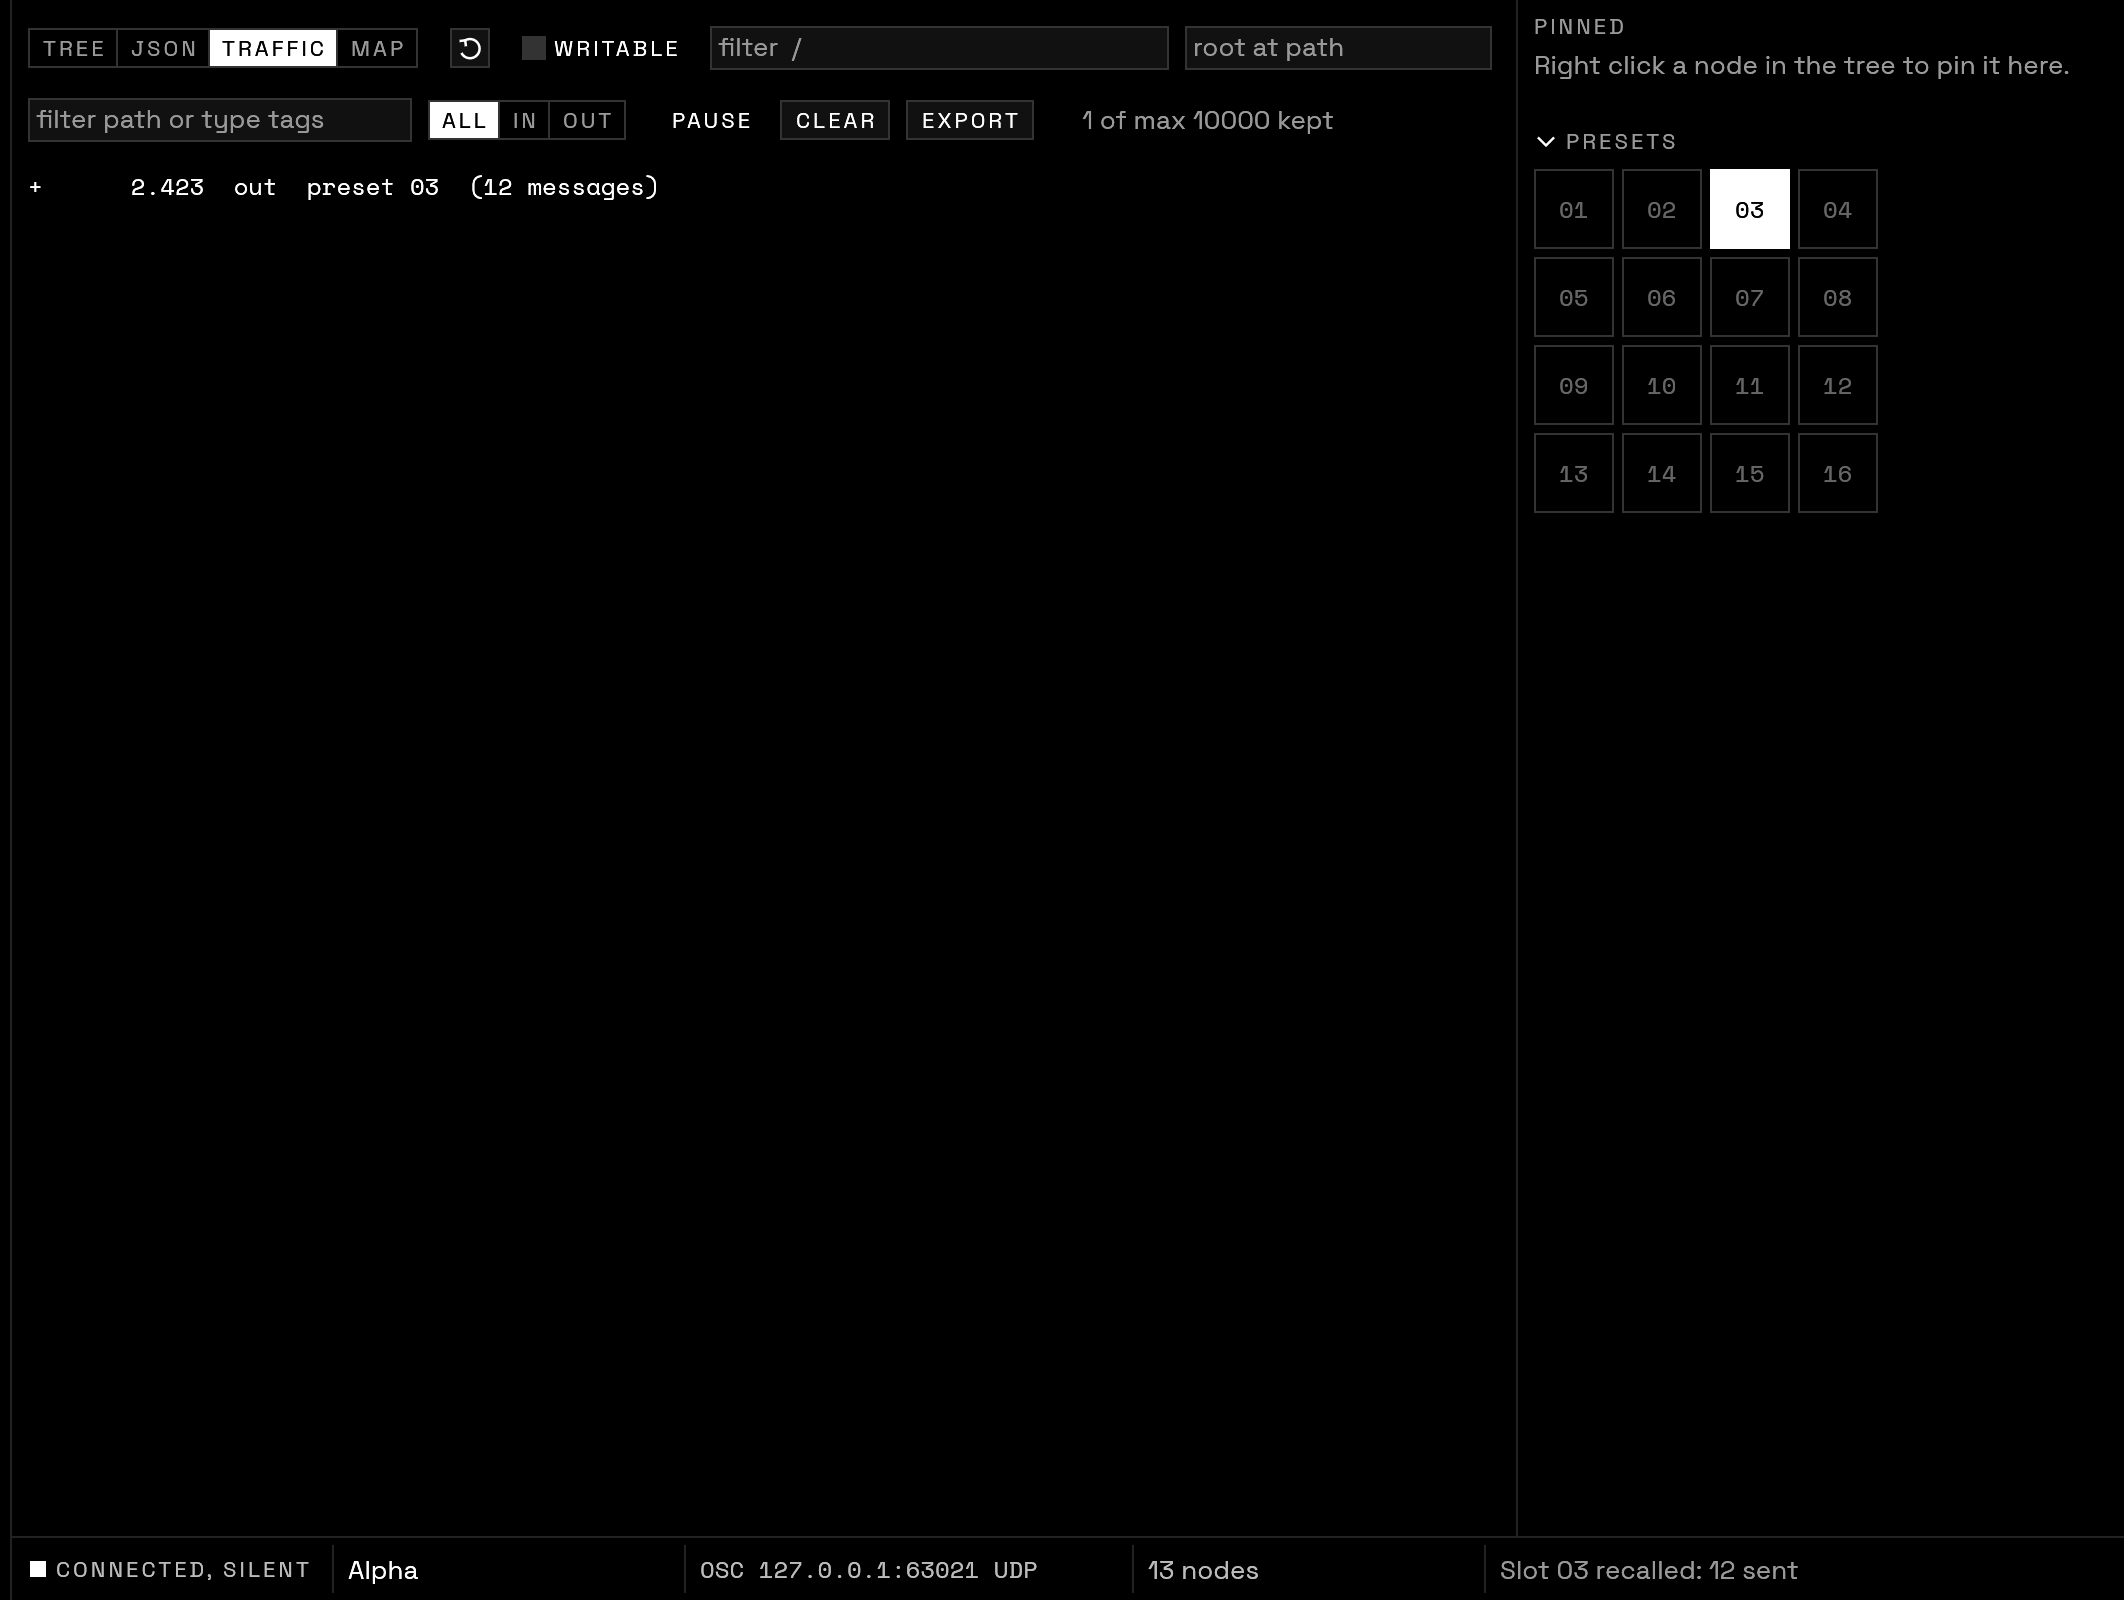 TREE JSON TRAFFIC MAP WRITABLE filter / root at path
filter path or type tags ALL IN OUT PAUSE CLEAR EXPORT 1 of max 10000 kept
+ 2.423 out preset 03 (12 messages)
PINNED
Right click a node in the tree to pin it here.
PRESETS
01 02 03 04
05 06 07 08
09 10 11 12
13 14 15 16
CONNECTED, SILENT Alpha OSC 127.0.0.1:63021 UDP 13 nodes Slot 03 recalled: 12 sent